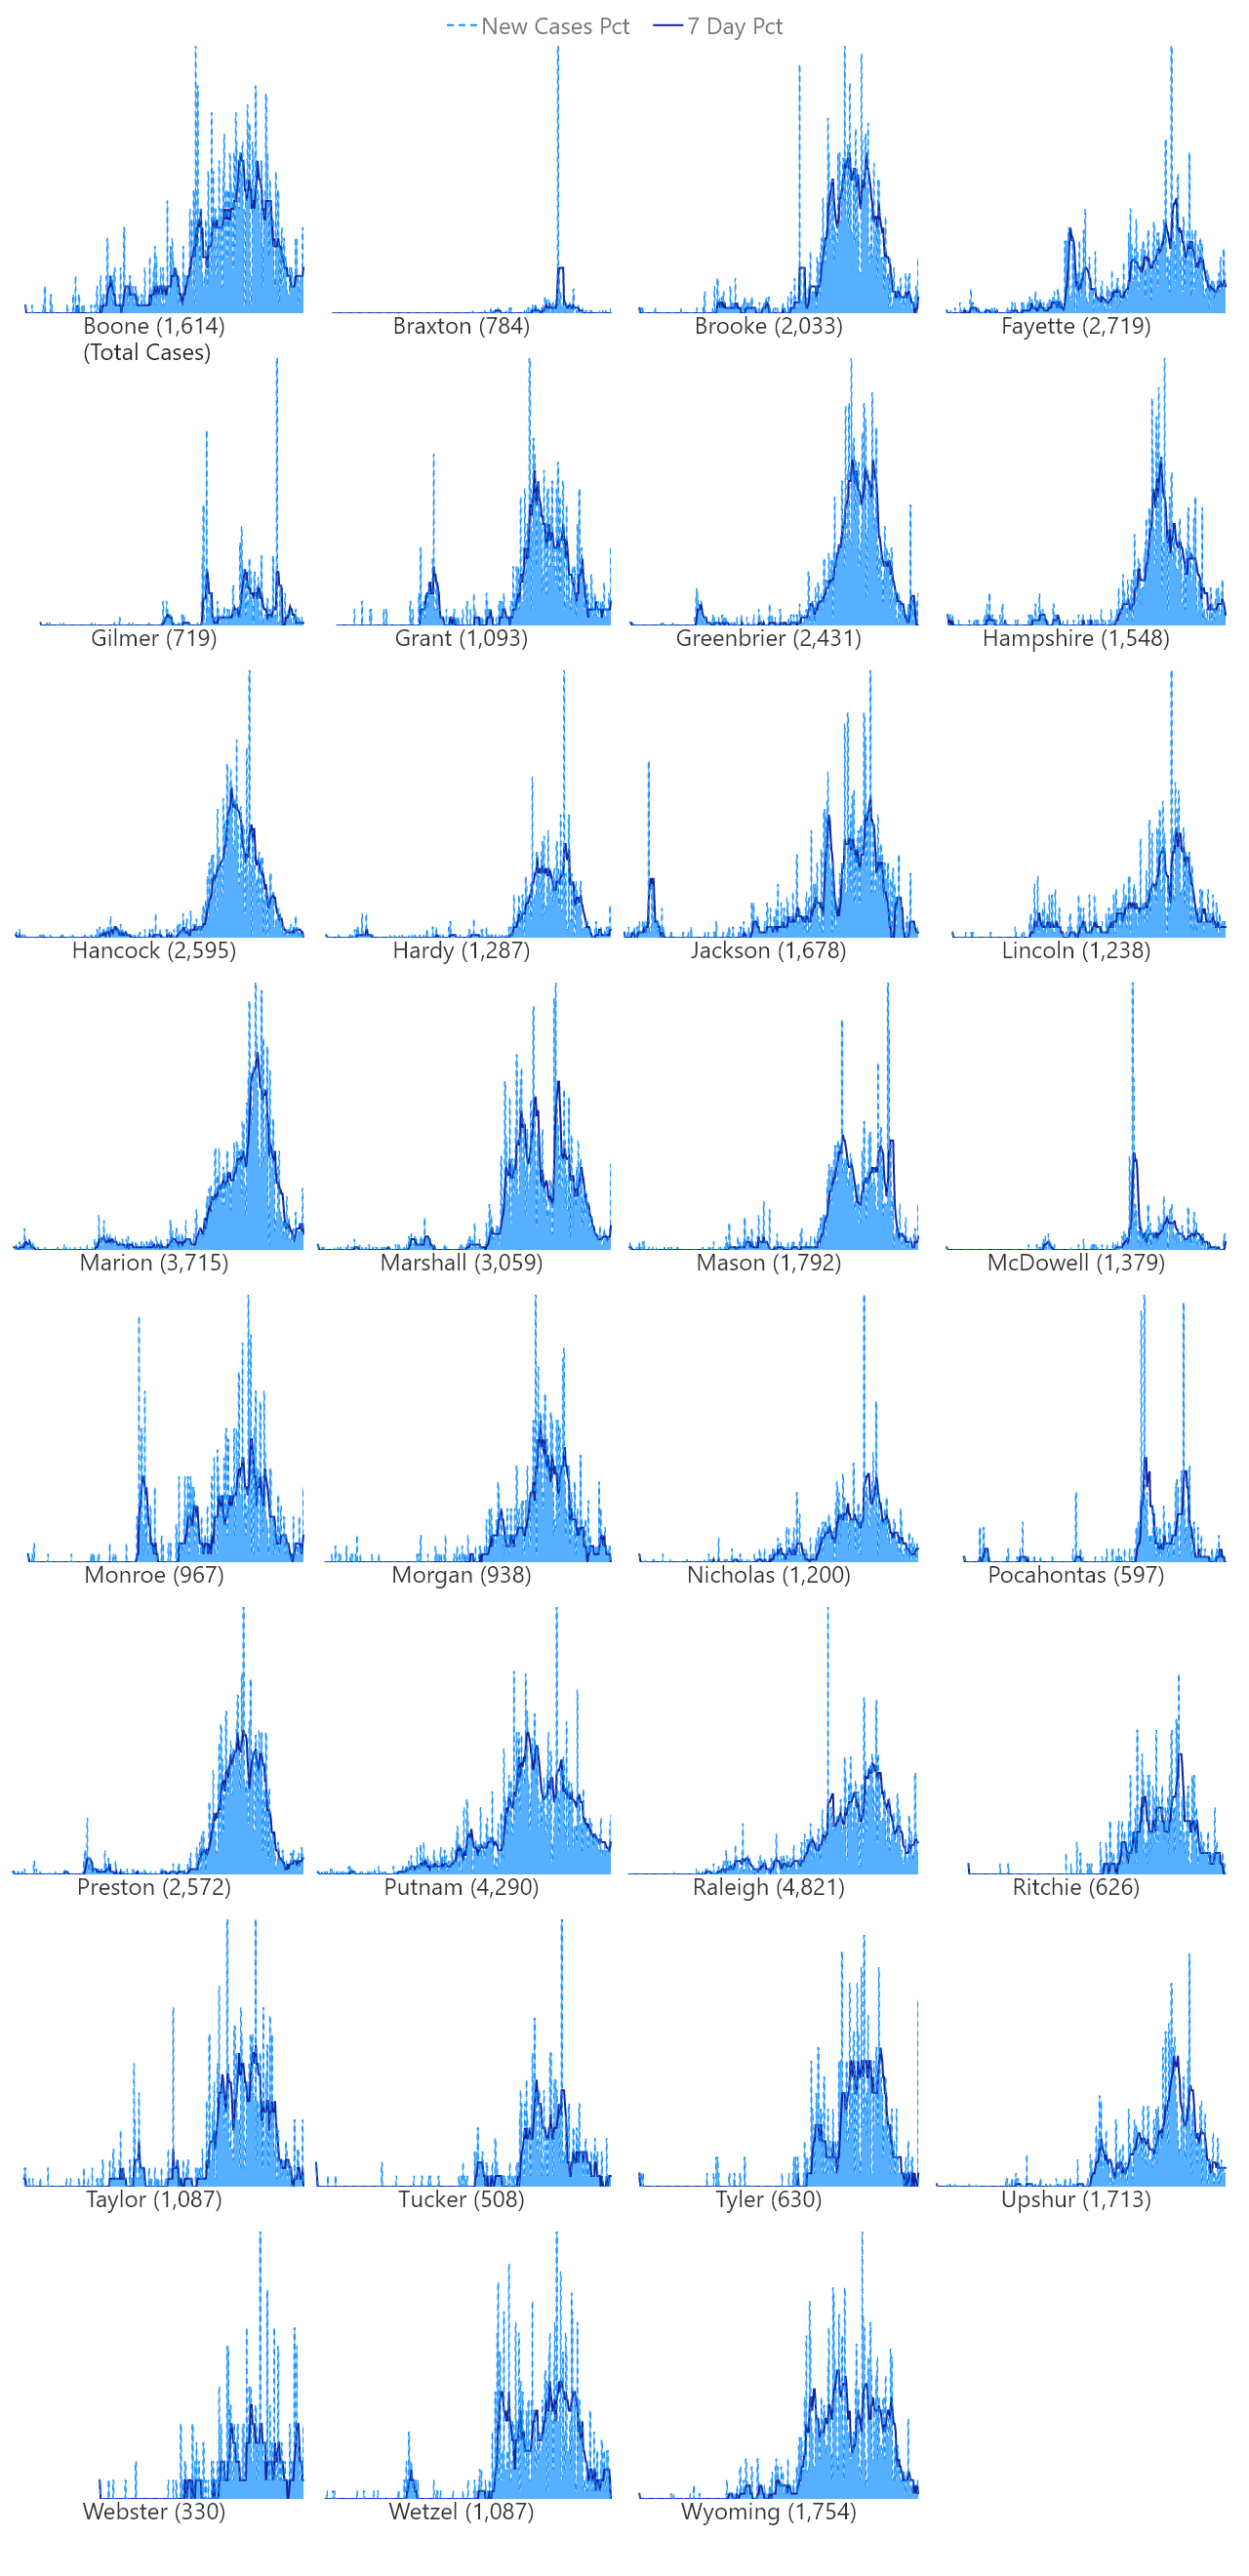 New Cases Pct 7 Day Pct
Boone (1,614) Braxton (784) Brooke (2,033) Fayette (2,719)
(Total Cases)
Gilmer (719) Grant (1,093) Greenbrier (2,431) Hampshire (1,548)
Hancock (2,595) Hardy (1,287) Jackson (1,678) Lincoln (1,238)
Marion (3,715) Marshall (3,059) Mason (1,792) McDowell (1,379)
Monroe (967) Morgan (938) Nicholas (1,200) Pocahontas (597)
Preston (2,572) Putnam (4,290) Raleigh (4,821) Ritchie (626)
Taylor (1,087) Tucker (508) Tyler (630) Upshur (1,713)
Webster (330) Wetzel (1,087) Wyoming (1,754)